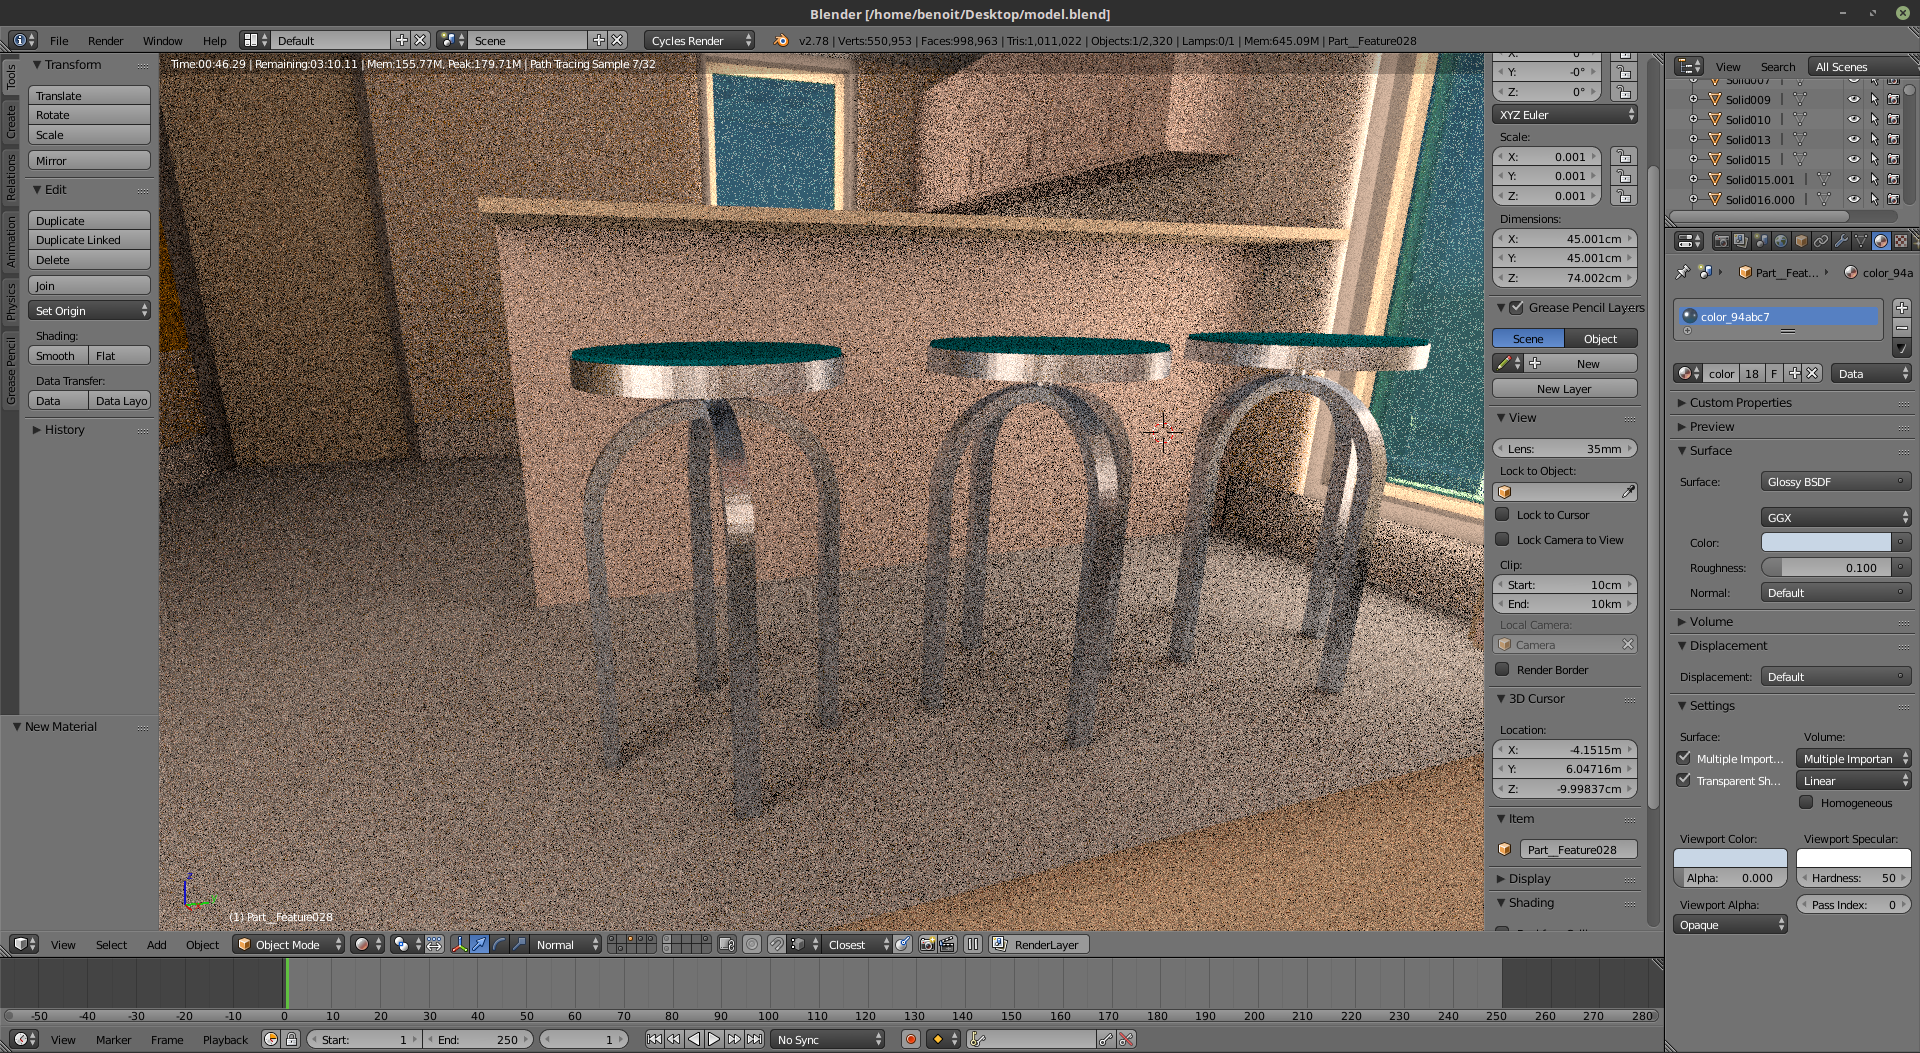 Blender [/home/benoit/Desktop/model.blend]
File Render Window Help Default Scene Cycles Render v2.78 | Verts:550,953 | Faces:998,963 | Tris:1,011,022 | Objects:1/2,320 | Lamps:0/1 | Mem:645.09M | Part__Feature028
Time:00:46.29 | Remaining:03:10.11 | Mem:155.77M, Peak:179.71M | Path Tracing Sample 7/32
Tools
Create
Relations
Animation
Physics
Grease Pencil
Transform
Translate
Rotate
Scale
Mirror
Edit
Duplicate
Duplicate Linked
Delete
Join
Set Origin
Shading:
Smooth Flat
Data Transfer:
Data Data Layo
History
New Material
(1) Part__Feature028
X: 0°
Y: -0°
Z: 0°
XYZ Euler
Scale:
X: 0.001
Y: 0.001
Z: 0.001
Dimensions:
X: 45.001cm
Y: 45.001cm
Z: 74.002cm
Grease Pencil Layers
Scene Object
New
New Layer
View
Lens: 35mm
Lock to Object:
Lock to Cursor
Lock Camera to View
Clip:
Start: 10cm
End: 10km
Local Camera:
Camera
Render Border
3D Cursor
Location:
X: -4.1515m
Y: 6.04716m
Z: -9.99837cm
Item
Part__Feature028
Display
Shading
View Search All Scenes
Solid007
Solid009
Solid010
Solid013
Solid015
Solid015.001
Solid016.000
Part__Feat... color_94a
color_94abc7
color 18 F Data
Custom Properties
Preview
Surface
Surface: Glossy BSDF
GGX
Color:
Roughness: 0.100
Normal: Default
Volume
Displacement
Displacement: Default
Settings
Surface: Volume:
Multiple Import... Multiple Importan
Transparent Sh... Linear
Homogeneous
Viewport Color: Viewport Specular:
Alpha: 0.000 Hardness: 50
Viewport Alpha: Pass Index: 0
Opaque
View Select Add Object Object Mode Normal Closest RenderLayer
-50 -40 -30 -20 -10 0 10 20 30 40 50 60 70 80 90 100 110 120 130 140 150 160 170 180 190 200 210 220 230 240 250 260 270 280
View Marker Frame Playback Start: 1 End: 250 1 No Sync